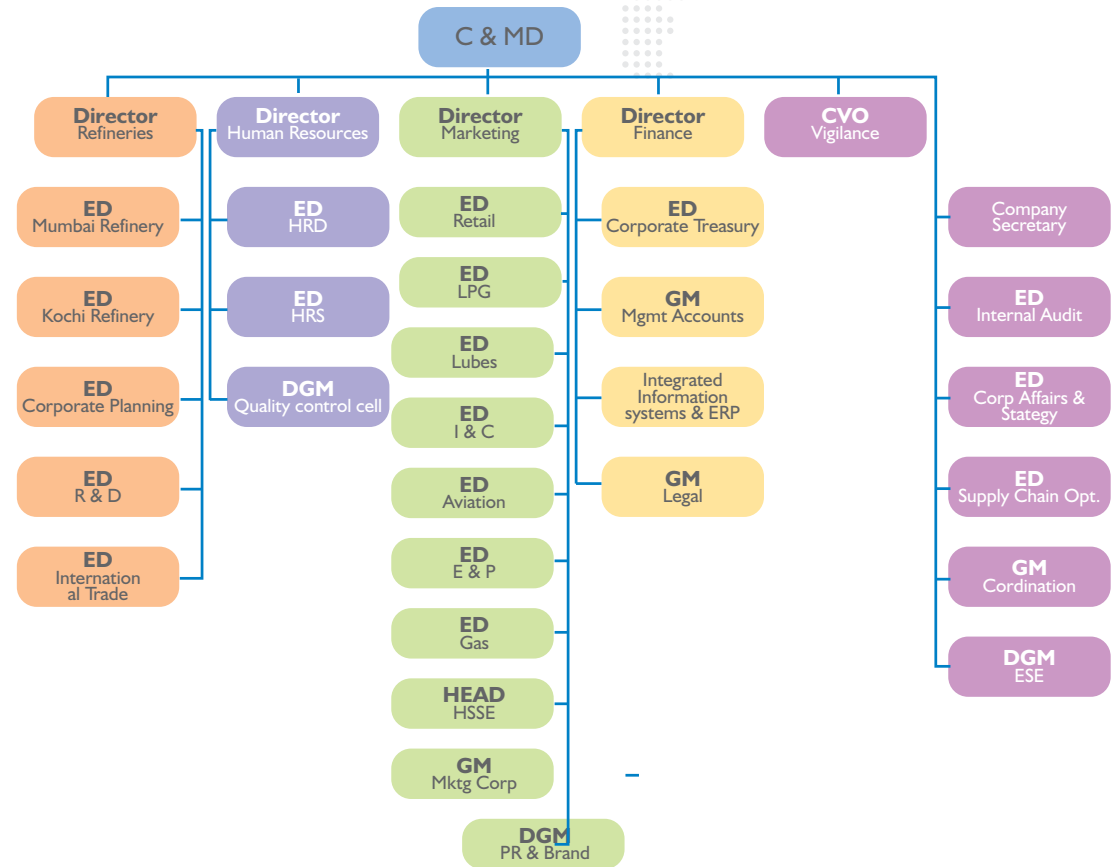 C & MD
Director
Refineries
Director
Human Resources
Director
Marketing
Director
Finance
CVO
Vigilance
ED
Mumbai Refinery
ED
Kochi Refinery
ED
Corporate Planning
ED
R & D
ED
Internation
al Trade
ED
HRD
ED
HRS
DGM
Quality control cell
ED
Retail
ED
LPG
ED
Lubes
ED
I & C
ED
Aviation
ED
E & P
ED
Gas
HEAD
HSSE
GM
Mktg Corp
DGM
PR & Brand
ED
Corporate Treasury
GM
Mgmt Accounts
Integrated
Information
systems & ERP
GM
Legal
Company
Secretary
ED
Internal Audit
ED
Corp Affairs &
Stategy
ED
Supply Chain Opt.
GM
Cordination
DGM
ESE